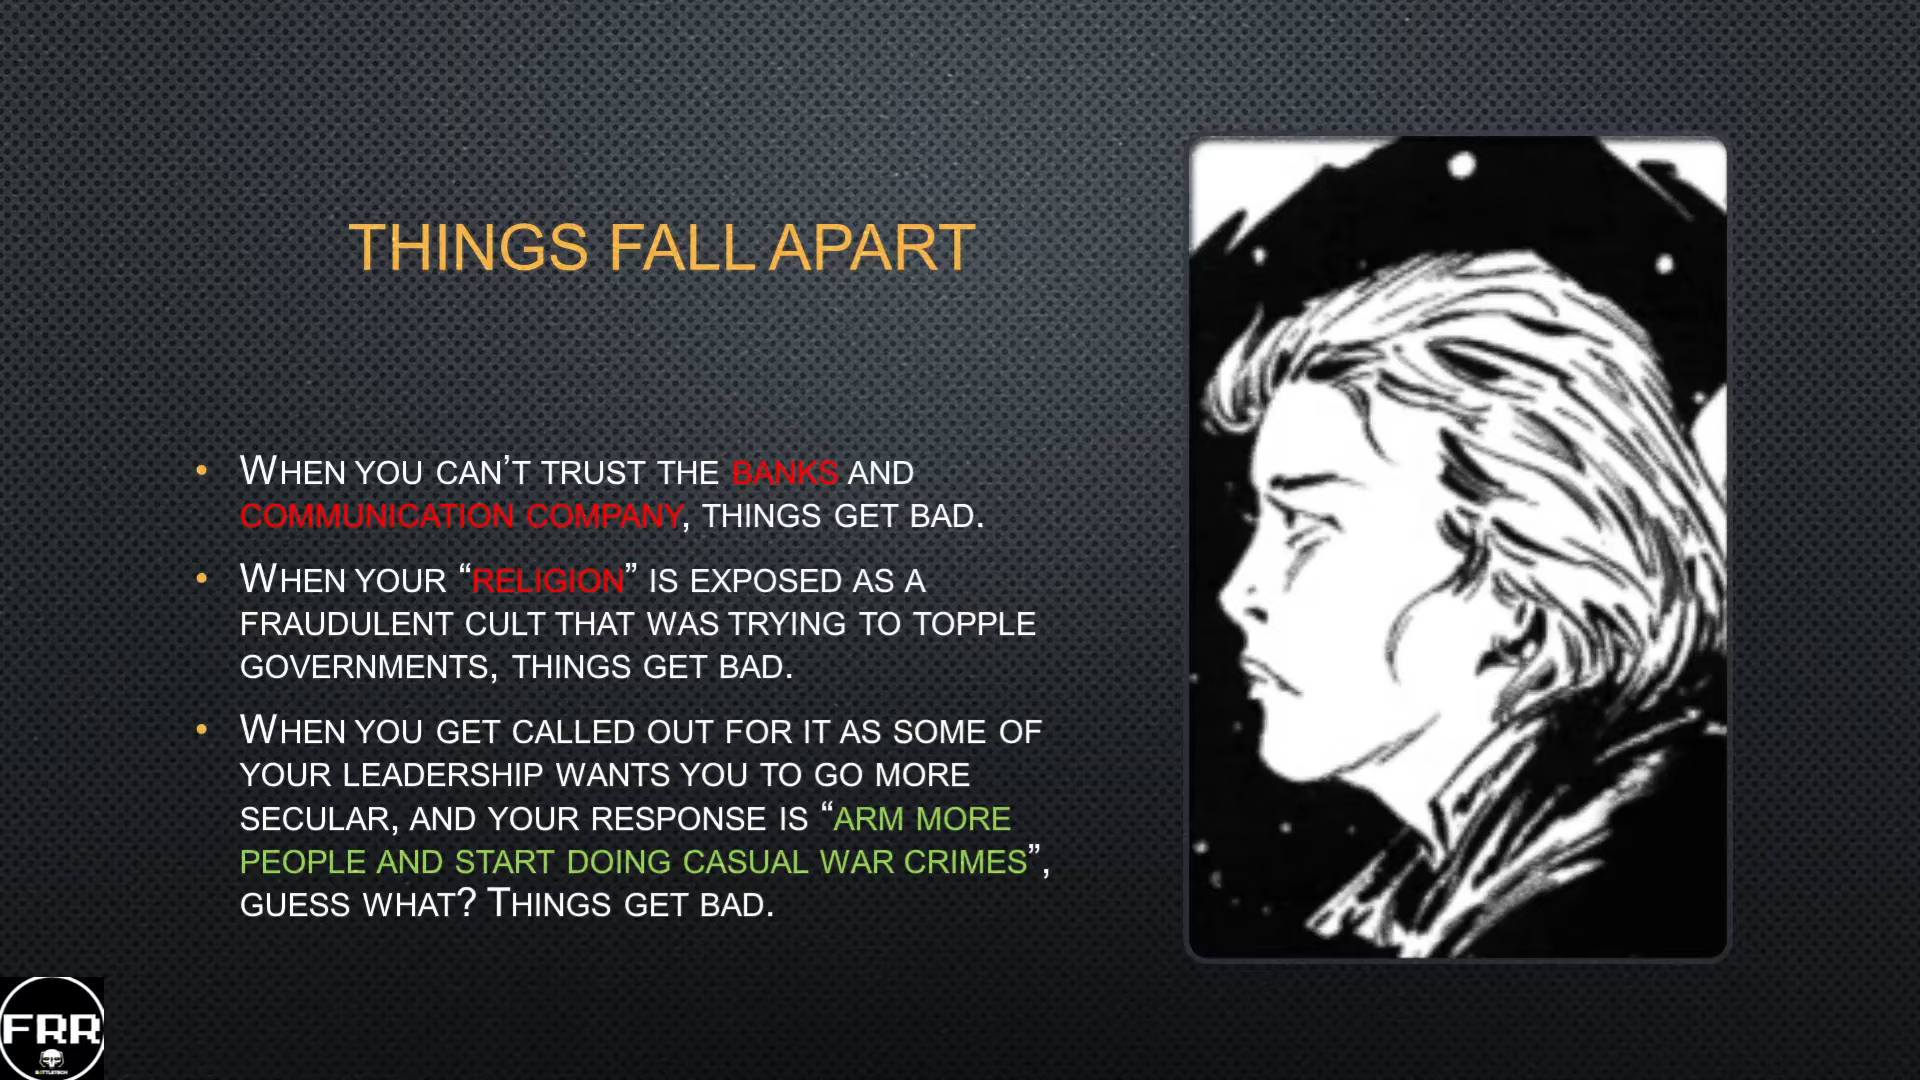 THINGS FALL APART
• WHEN YOU CAN’T TRUST THE BANKS AND
COMMUNICATION COMPANY, THINGS GET BAD.
• WHEN YOUR “RELIGION” IS EXPOSED AS A
FRAUDULENT CULT THAT WAS TRYING TO TOPPLE
GOVERNMENTS, THINGS GET BAD.
• WHEN YOU GET CALLED OUT FOR IT AS SOME OF
YOUR LEADERSHIP WANTS YOU TO GO MORE
SECULAR, AND YOUR RESPONSE IS “ARM MORE
PEOPLE AND START DOING CASUAL WAR CRIMES”,
GUESS WHAT? THINGS GET BAD.
FRR
BATTLETECH